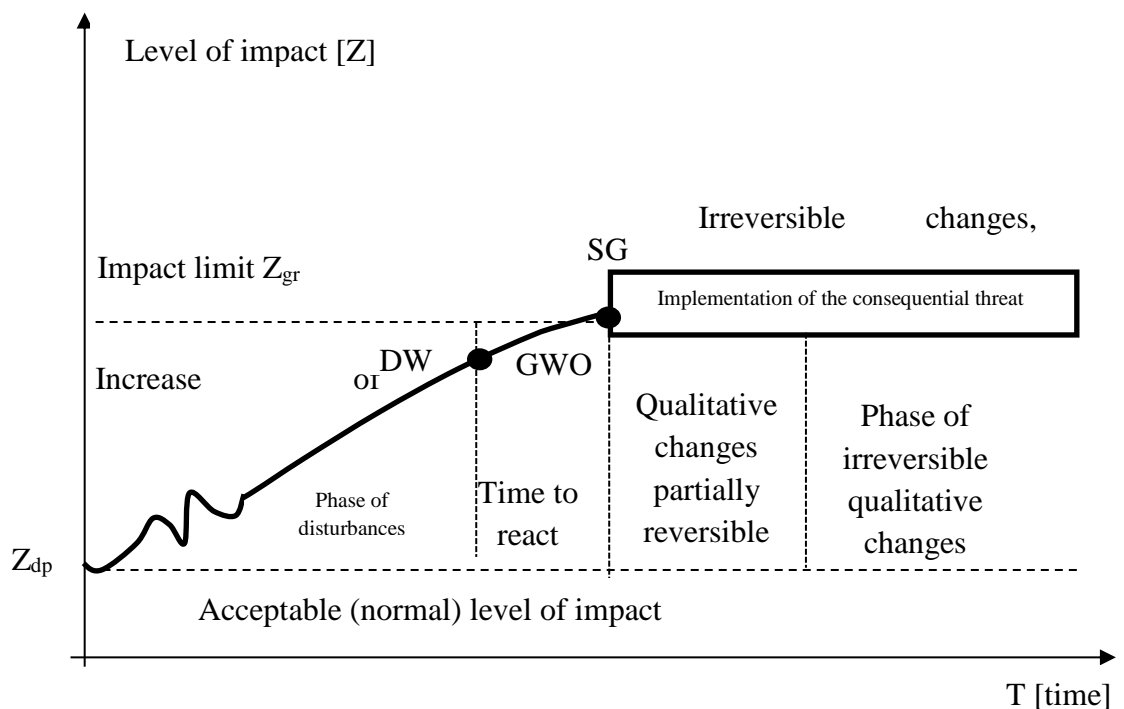 Level of impact [Z]
Irreversible changes,
SG
Impact limit Zgr
Implementation of the consequential threat
DW
GWO
or
Increase
Qualitative
changes
partially
reversible
Phase of
irreversible
qualitative
changes
Phase of
disturbances
Time to
react
Zdp
Acceptable (normal) level of impact
T [time]